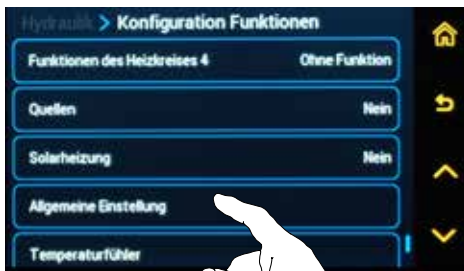 Hydraulik > Konfiguration Funktionen
Funktionen des Heizkreises 4 Ohne Funktion
Quellen Nein
Solarheizung Nein
Allgemeine Einstellung
Temperaturfühler